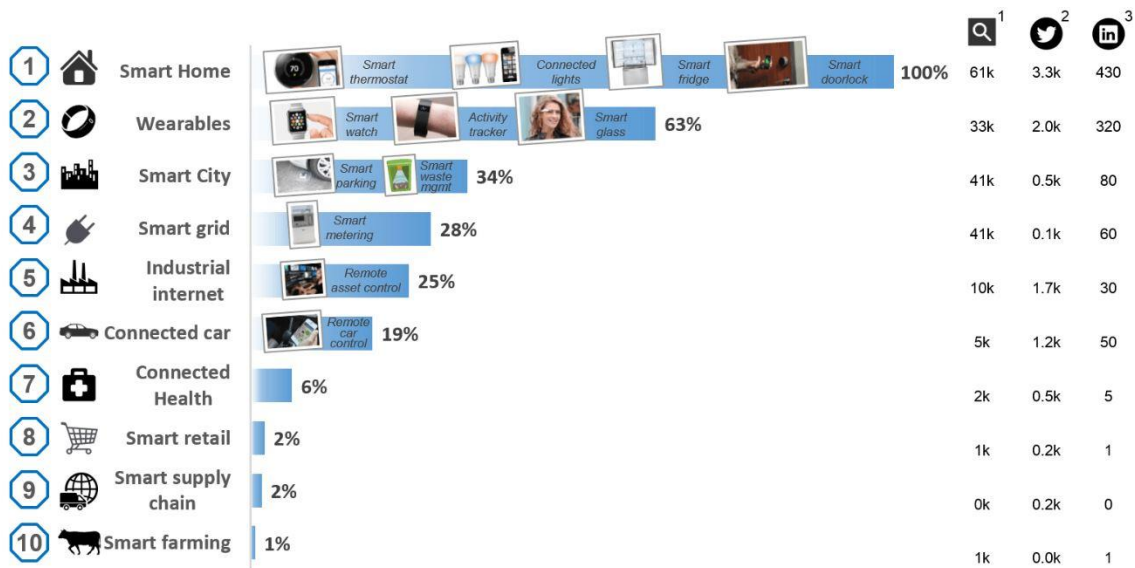 1 2 3
in
1 Smart Home Smart thermostat Connected lights Smart fridge Smart doorlock 100% 61k 3.3k 430
2 Wearables Smart watch Activity tracker Smart glass 63% 33k 2.0k 320
3 Smart City Smart parking Smart waste mgmt 34% 41k 0.5k 80
4 Smart grid Smart metering 28% 41k 0.1k 60
5 Industrial internet Remote asset control 25% 10k 1.7k 30
6 Connected car Remote car control 19% 5k 1.2k 50
7 Connected Health 6% 2k 0.5k 5
8 Smart retail 2% 1k 0.2k 1
9 Smart supply chain 2% 0k 0.2k 0
10 Smart farming 1% 1k 0.0k 1